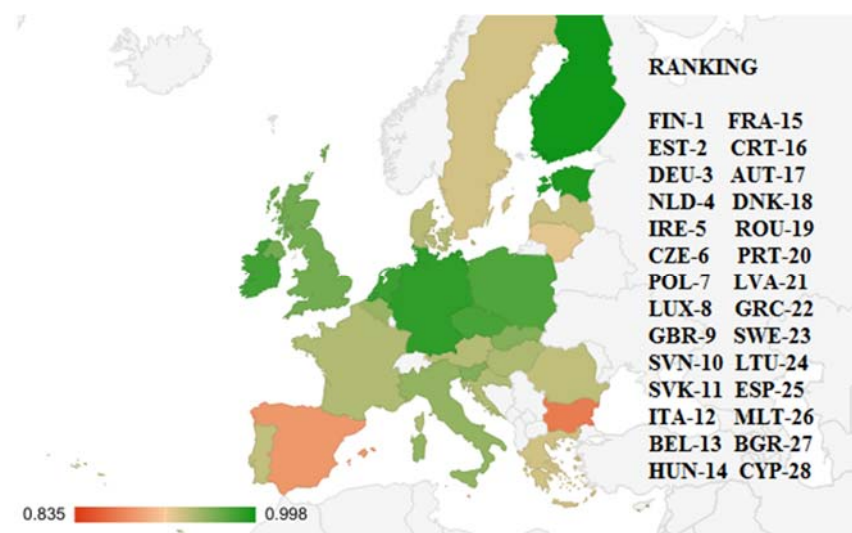 RANKING
FIN-1 FRA-15
EST-2 CRT-16
DEU-3 AUT-17
NLD-4 DNK-18
IRE-5 ROU-19
CZE-6 PRT-20
POL-7 LVA-21
LUX-8 GRC-22
GBR-9 SWE-23
SVN-10 LTU-24
SVK-11 ESP-25
ITA-12 MLT-26
BEL-13 BGR-27
HUN-14 CYP-28
0.835 0.998